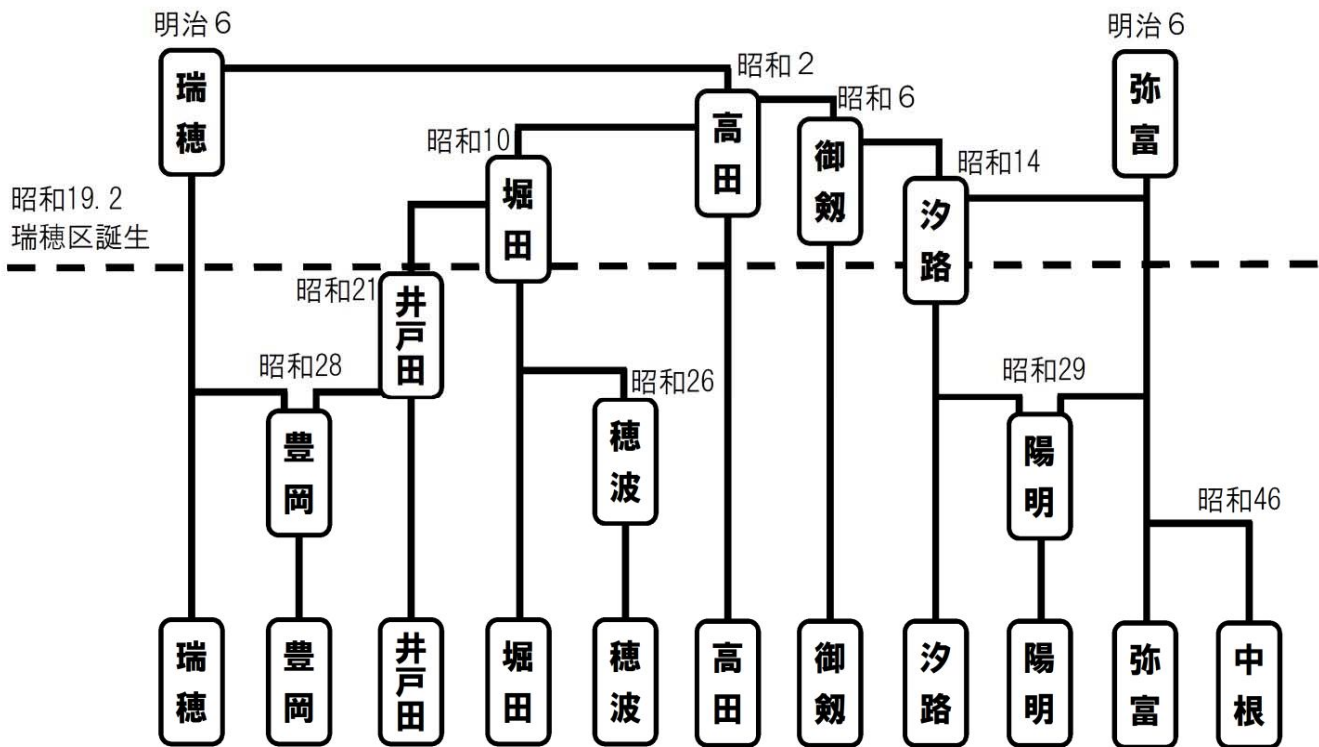 明治6
明治6
瑞穂
昭和2
弥富
高田
昭和6
御剱
昭和10
堀田
昭和14
汐路
昭和19.2
瑞穂区誕生
昭和21
井戸田
昭和28
豊岡
昭和26
穂波
昭和29
陽明
昭和46
瑞穂
豊岡
井戸田
堀田
穂波
高田
御剱
汐路
陽明
弥富
中根